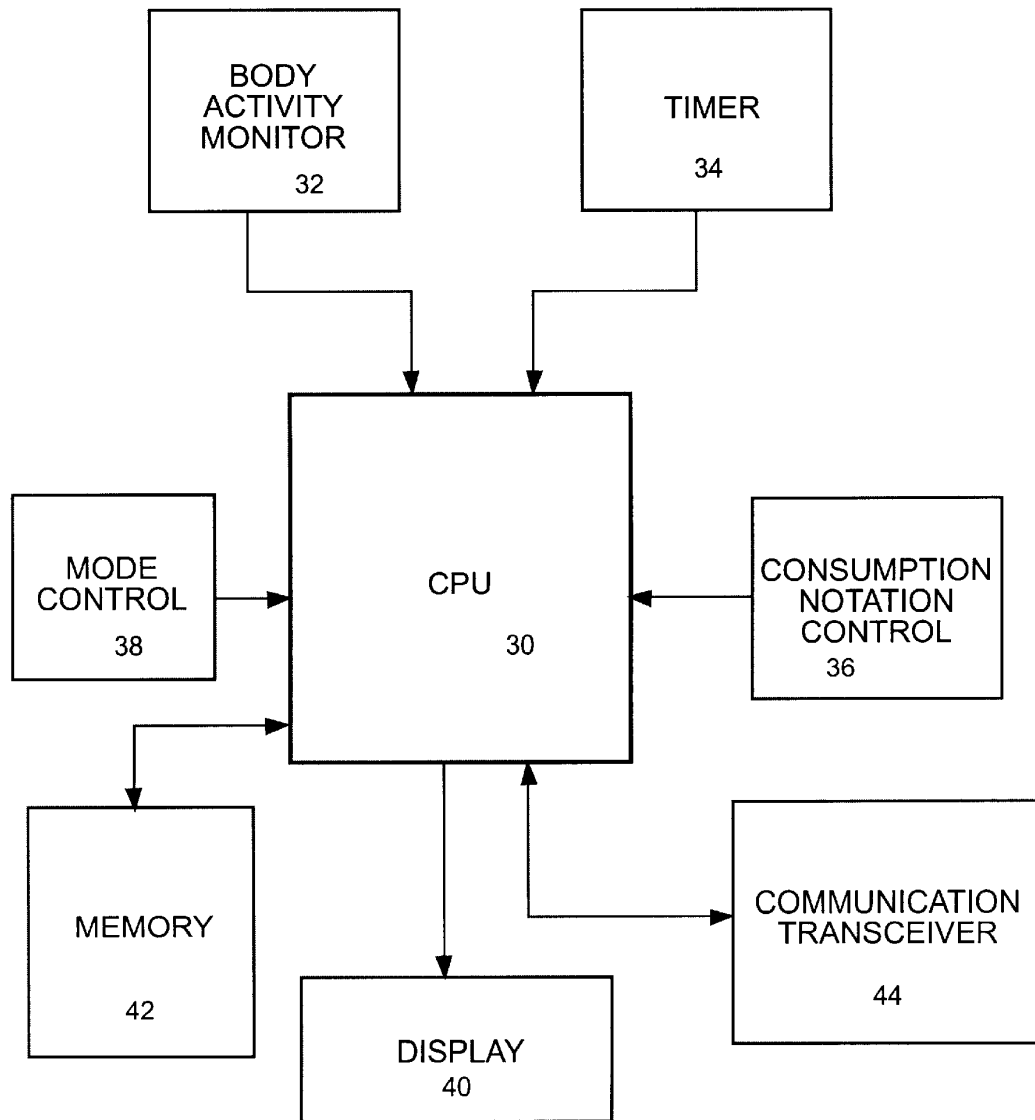 BODY
ACTIVITY
MONITOR
32
TIMER
34
MODE
CONTROL
38
CPU
30
CONSUMPTION
NOTATION
CONTROL
36
MEMORY
42
DISPLAY
40
COMMUNICATION
TRANSCEIVER
44